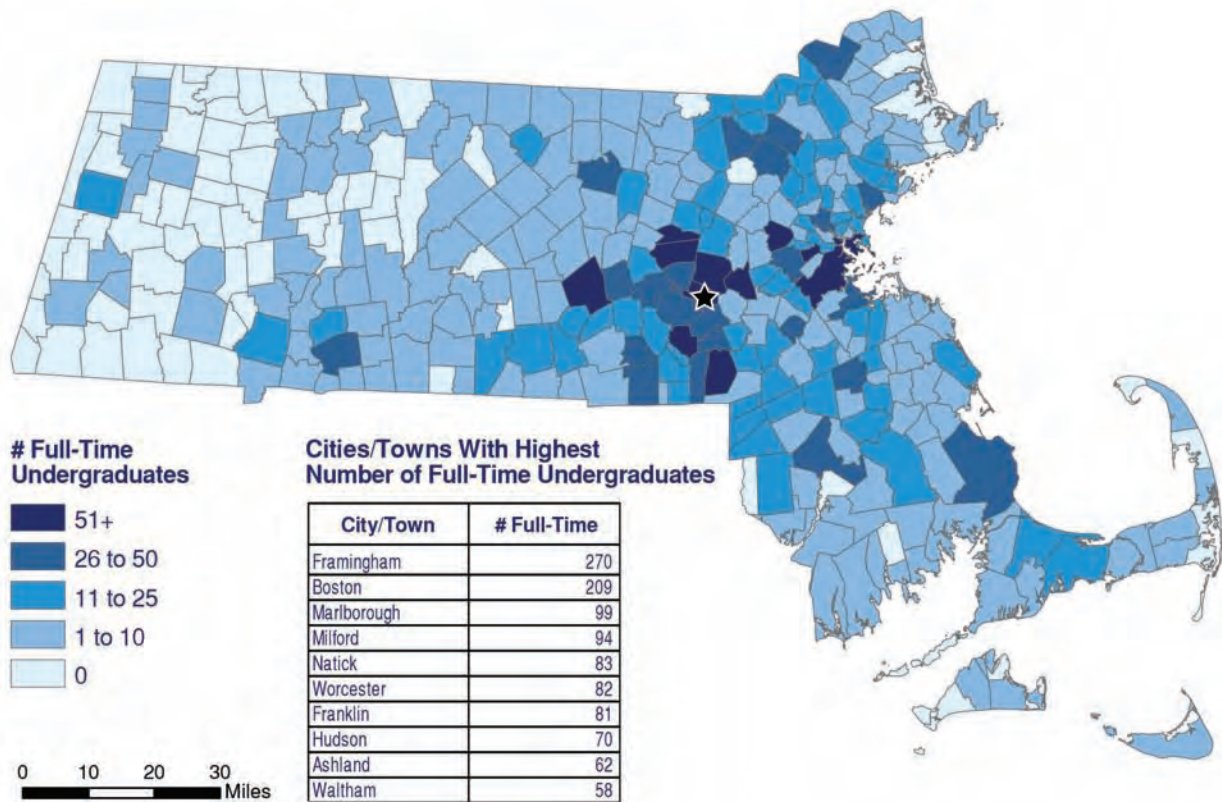 # Full-Time
Undergraduates
51+
26 to 50
11 to 25
1 to 10
0
Cities/Towns With Highest
Number of Full-Time Undergraduates
City/Town # Full-Time
Framingham 270
Boston 209
Marlborough 99
Milford 94
Natick 83
Worcester 82
Franklin 81
Hudson 70
Ashland 62
Waltham 58
0 10 20 30
Miles